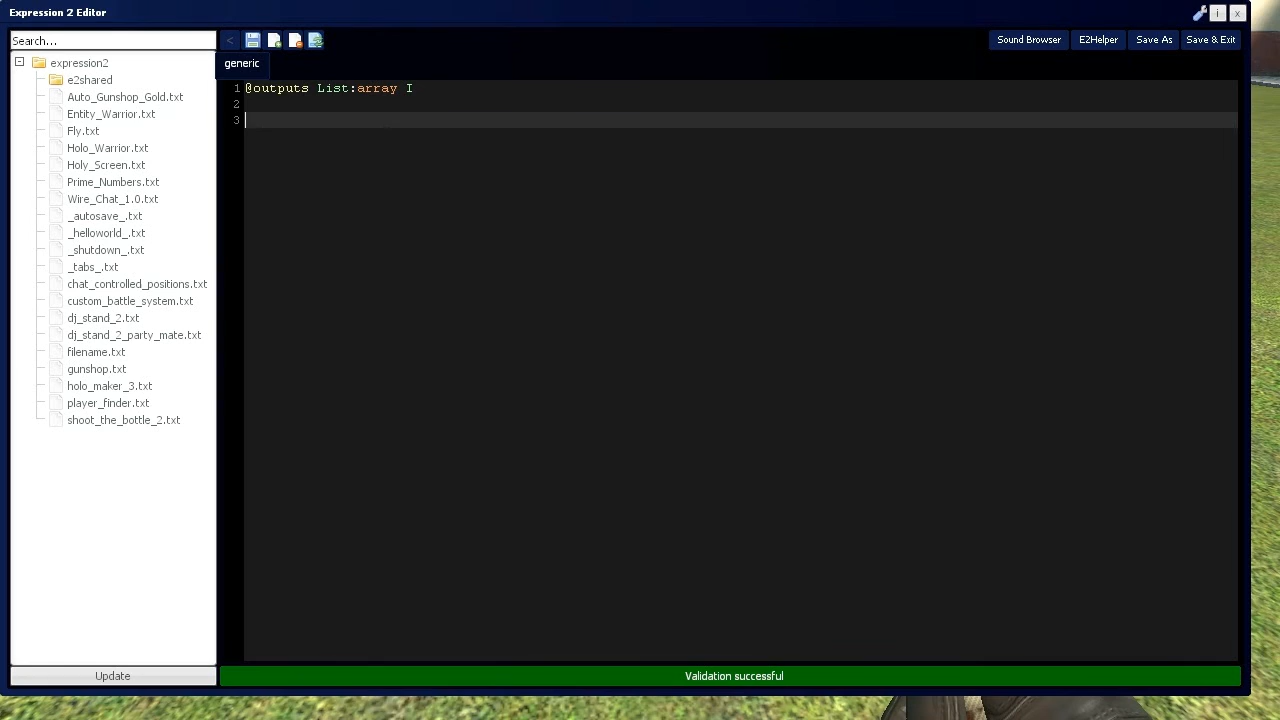 Expression 2 Editor
i
x
Search...
<
Sound Browser
E2Helper
Save As
Save & Exit
expression2
generic
e2shared
1 @outputs List:array I
Auto_Gunshop_Gold.txt
2
Entity_Warrior.txt
3
Fly.txt
Holo_Warrior.txt
Holy_Screen.txt
Prime_Numbers.txt
Wire_Chat_1.0.txt
_autosave_.txt
_helloworld_.txt
_shutdown_.txt
_tabs_.txt
chat_controlled_positions.txt
custom_battle_system.txt
dj_stand_2.txt
dj_stand_2_party_mate.txt
filename.txt
gunshop.txt
holo_maker_3.txt
player_finder.txt
shoot_the_bottle_2.txt
Update
Validation successful